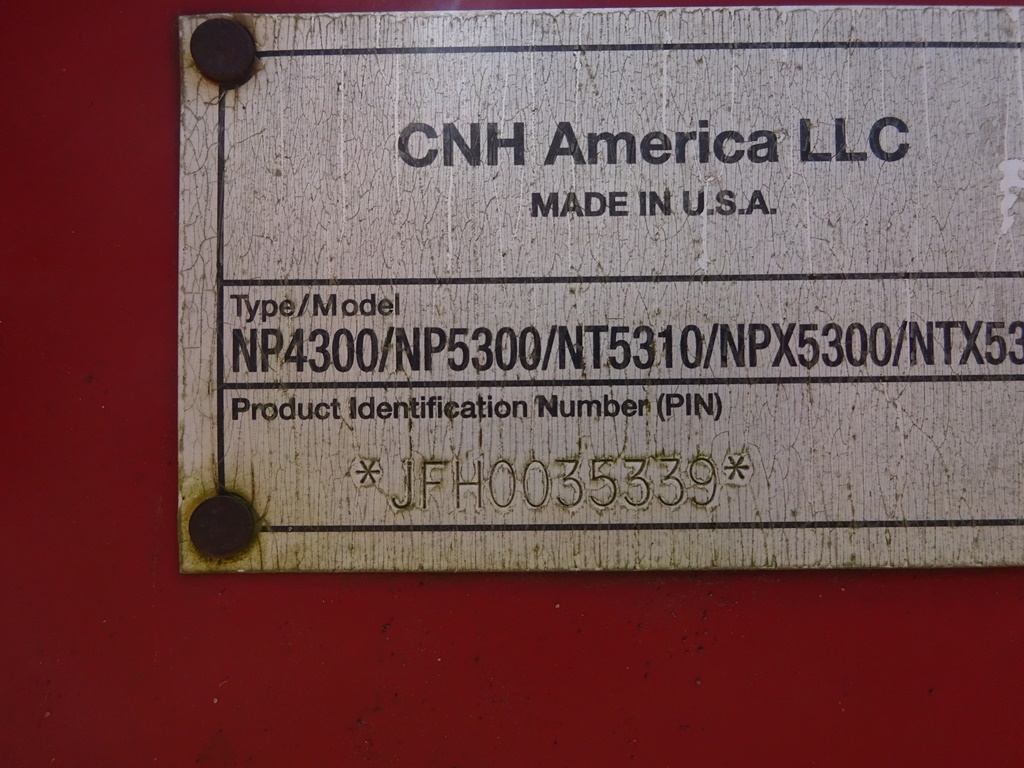 CNH America LLC
MADE IN U.S.A.
Type/Model
NP4300/NP5300/NT5310/NPX5300/NTX53
Product Identification Number (PIN)
*JFH0035339*